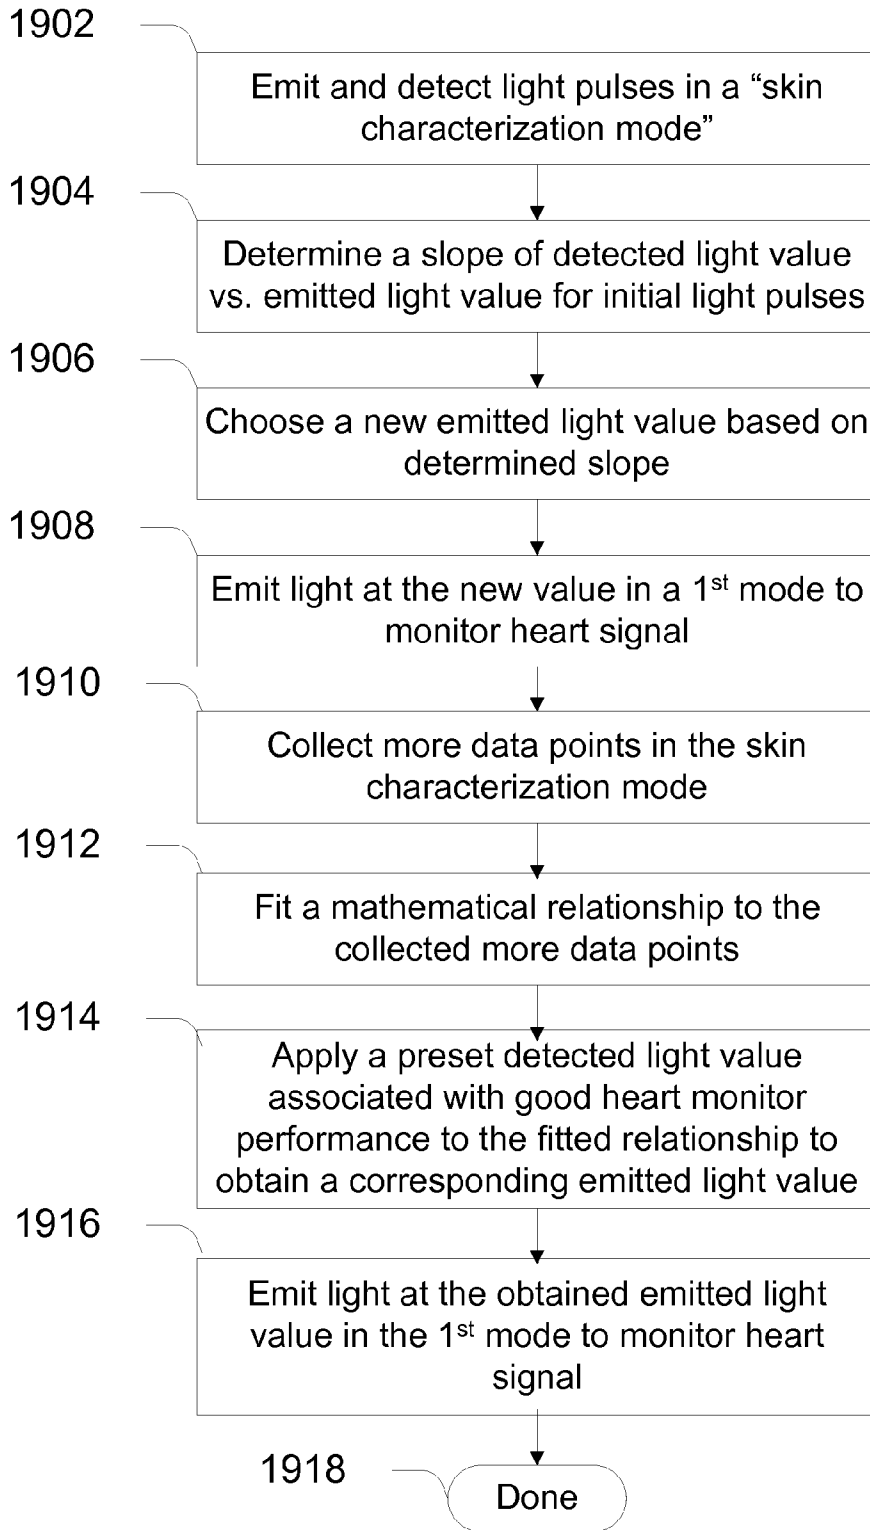 1902
Emit and detect light pulses in a “skin
characterization mode”
1904
Determine a slope of detected light value
vs. emitted light value for initial light pulses
1906
Choose a new emitted light value based on
determined slope
1908
Emit light at the new value in a 1st mode to
monitor heart signal
1910
Collect more data points in the skin
characterization mode
1912
Fit a mathematical relationship to the
collected more data points
1914
Apply a preset detected light value
associated with good heart monitor
performance to the fitted relationship to
obtain a corresponding emitted light value
1916
Emit light at the obtained emitted light
value in the 1st mode to monitor heart
signal
1918
Done